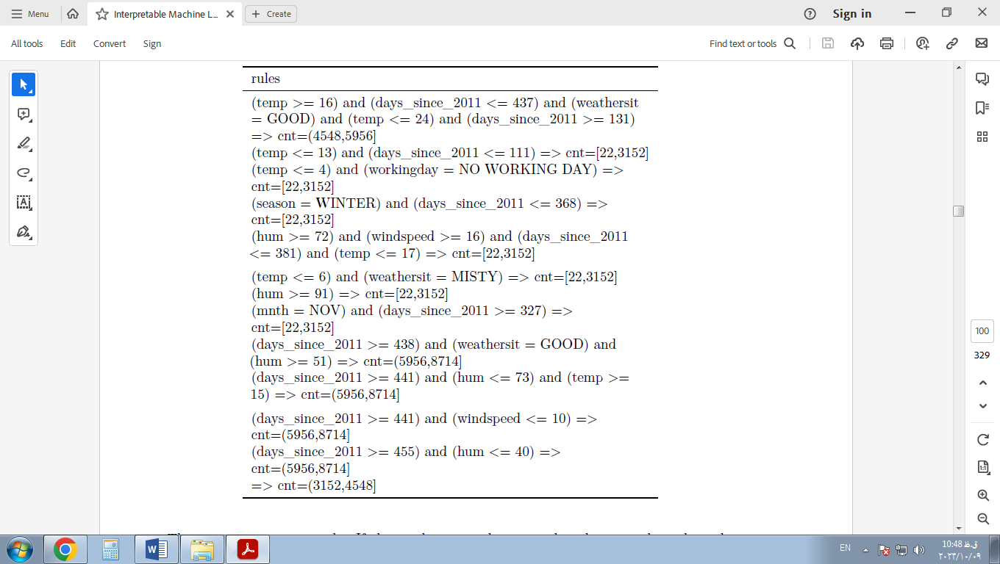 Menu
Interpretable Machine L...
Create
Sign in
All tools
Edit
Convert
Sign
Find text or tools
rules
(temp >= 16) and (days_since_2011 <= 437) and (weathersit
= GOOD) and (temp <= 24) and (days_since_2011 >= 131)
=> cnt=(4548,5956]
(temp <= 13) and (days_since_2011 <= 111) => cnt=[22,3152]
(temp <= 4) and (workingday = NO WORKING DAY) =>
cnt=[22,3152]
(season = WINTER) and (days_since_2011 <= 368) =>
cnt=[22,3152]
(hum >= 72) and (windspeed >= 16) and (days_since_2011
<= 381) and (temp <= 17) => cnt=[22,3152]
(temp <= 6) and (weathersit = MISTY) => cnt=[22,3152]
(hum >= 91) => cnt=[22,3152]
(mnth = NOV) and (days_since_2011 >= 327) =>
cnt=[22,3152]
(days_since_2011 >= 438) and (weathersit = GOOD) and
(hum >= 51) => cnt=(5956,8714]
(days_since_2011 >= 441) and (hum <= 73) and (temp >=
15) => cnt=(5956,8714]
(days_since_2011 >= 441) and (windspeed <= 10) =>
cnt=(5956,8714]
(days_since_2011 >= 455) and (hum <= 40) =>
cnt=(5956,8714]
=> cnt=(3152,4548]
100
329
1:1
EN
10:48 ق.ظ
۲۰۲۳/۱۰/۰۹